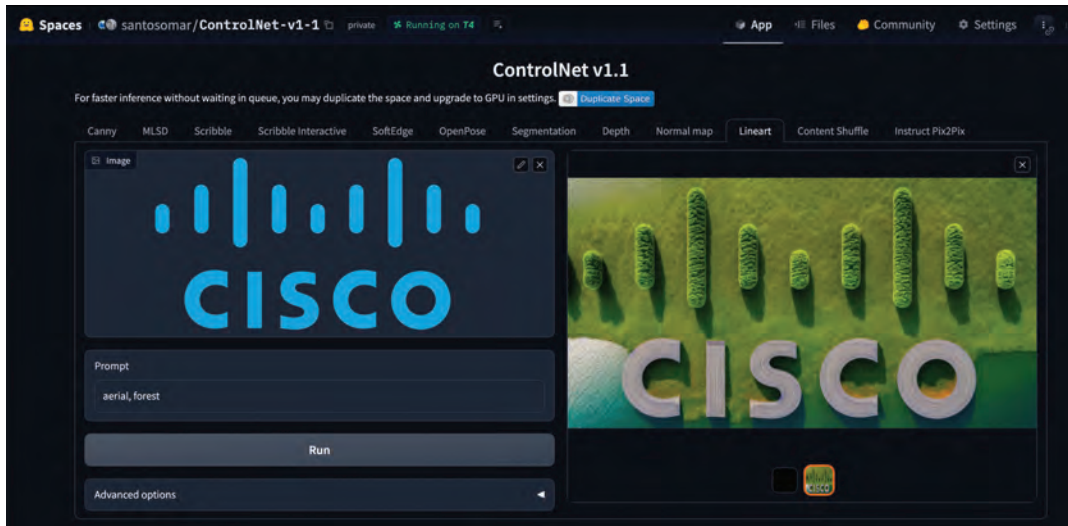 Spaces santosomar/ControlNet-v1-1 private Running on T4 App Files Community Settings
ControlNet v1.1
For faster inference without waiting in queue, you may duplicate the space and upgrade to GPU in settings. Duplicate Space
Canny MLSD Scribble Scribble Interactive SoftEdge OpenPose Segmentation Depth Normal map Lineart Content Shuffle Instruct Pix2Pix
Image
CISCO
CISCO
Prompt
aerial, forest
Run
CISCO
Advanced options